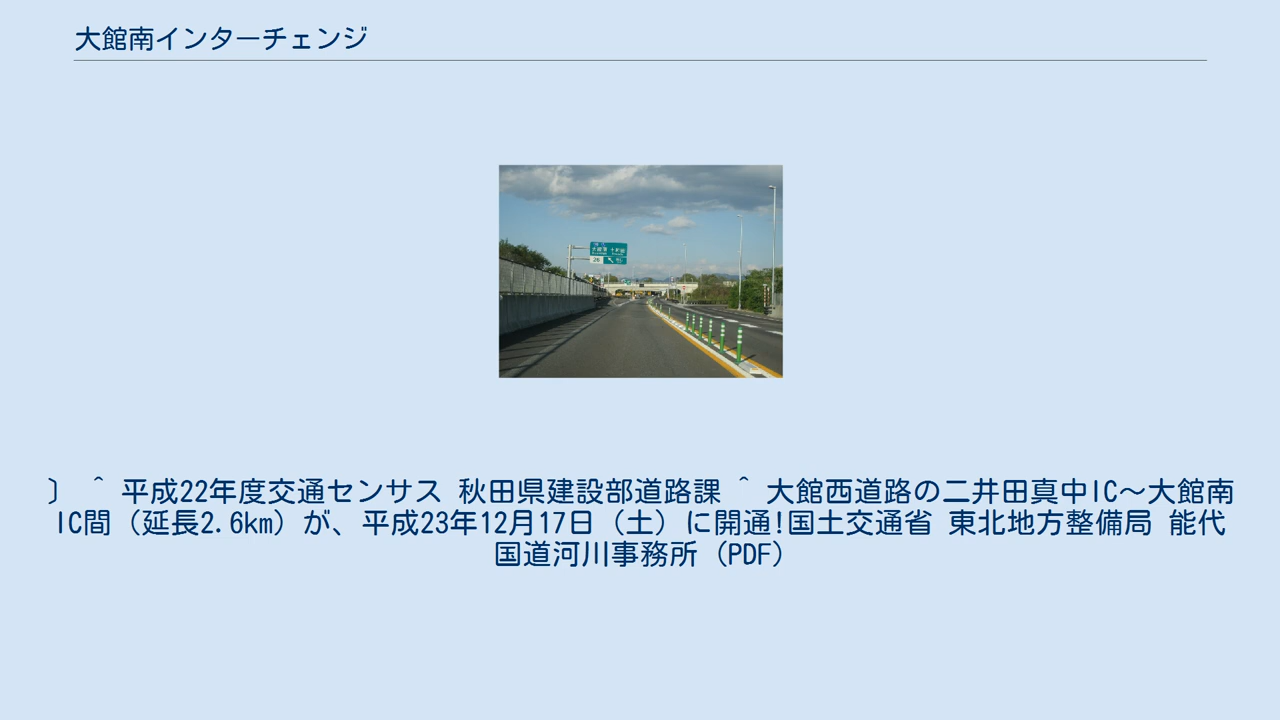 大館南インターチェンジ
大館南
26
〕 ^ 平成22年度交通センサス 秋田県建設部道路課 ^ 大館西道路の二井田真中IC～大館南
IC間（延長2.6km）が、平成23年12月17日（土）に開通!国土交通省 東北地方整備局 能代
国道河川事務所（PDF）